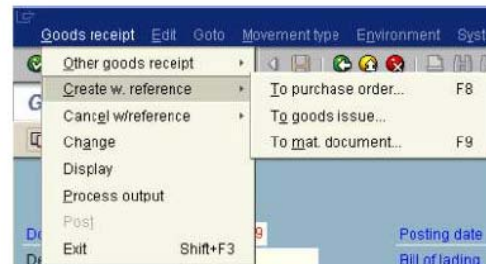 Goods receipt Edit Goto Movement type Environment Syst
Other goods receipt
Create w. reference
Cancel w/reference
Change
Display
Process output
Post
Exit Shift+F3
To purchase order... F8
To goods issue...
To mat. document... F9
G
9
Posting date
Bill of lading